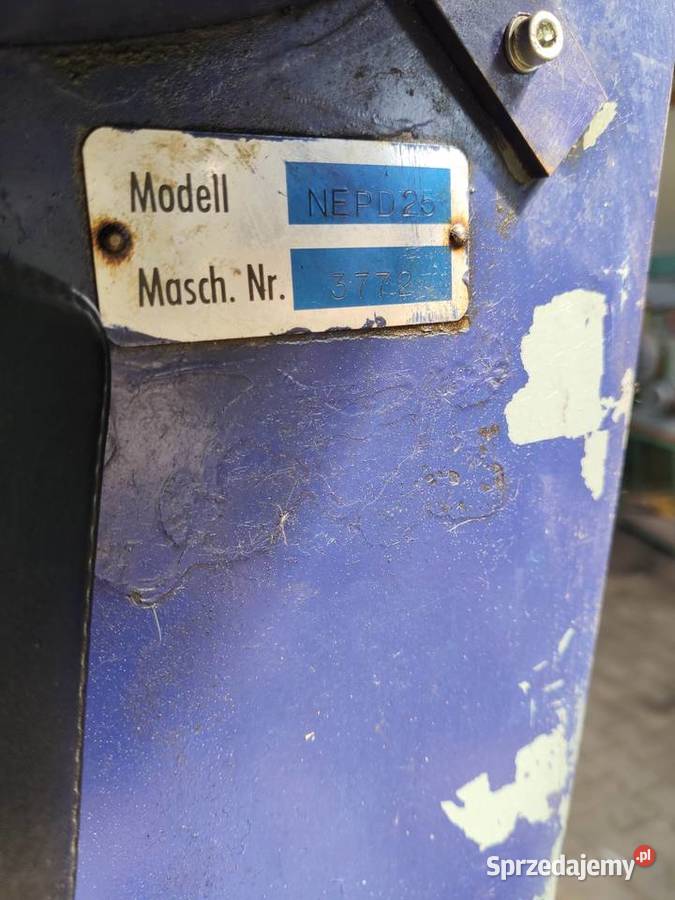 Modell NEPD25
Masch. Nr. 3772
Sprzedajemy.pl